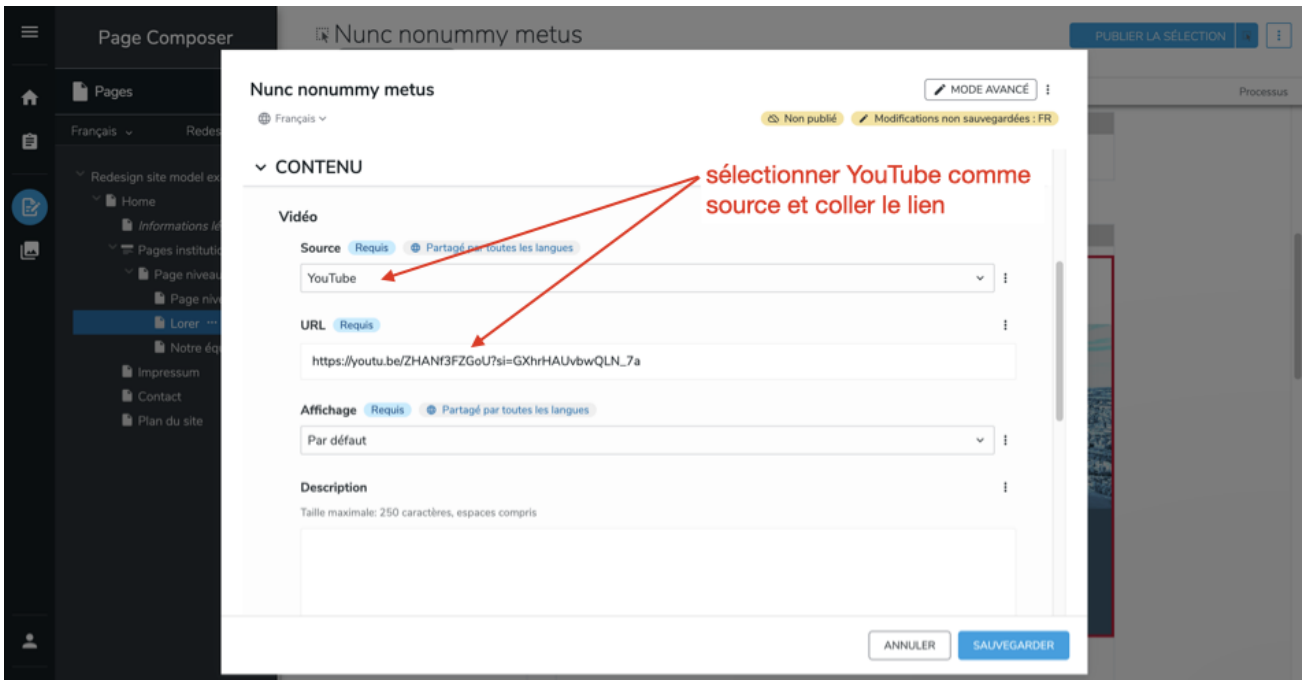 Page Composer
Nunc nonummy metus
PUBLIER LA SÉLECTION
Pages
Processus
Français
Redes
Redesign site model ex
Home
Informations lé
Pages institutio
Page niveau
Page nive
Lorer
Notre équ
Impressum
Contact
Plan du site
Nunc nonummy metus
MODE AVANCÉ
Français
Non publié
Modifications non sauvegardées : FR
CONTENU
sélectionner YouTube comme
source et coller le lien
Vidéo
Source Requis Partagé par toutes les langues
YouTube
URL Requis
https://youtu.be/ZHANf3FZGoU?si=GXhrHAUvbwQLN_7a
Affichage Requis Partagé par toutes les langues
Par défaut
Description
Taille maximale: 250 caractères, espaces compris
ANNULER
SAUVEGARDER